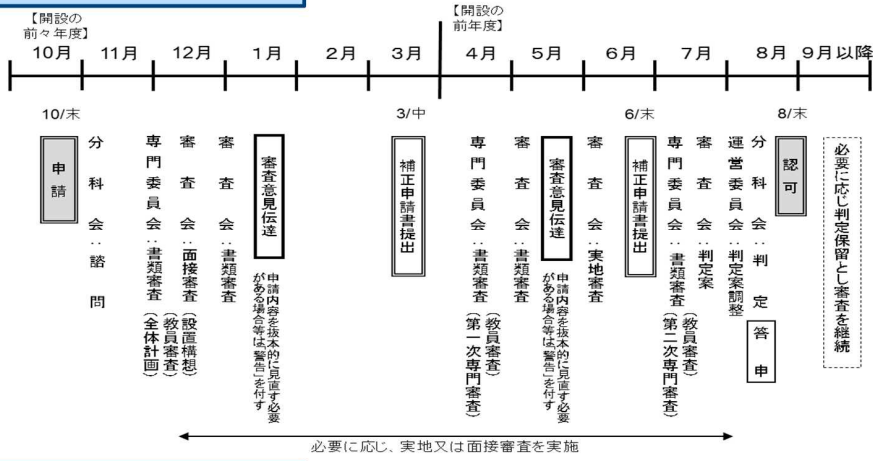 【開設の
前々年度】
【開設の
前年度】
10月
11月
12月
1月
2月
3月
4月
5月
6月
7月
8月
9月以降
10/末
3/中
6/末
8/末
申請
分科会：諮問
専門委員会：書類審査（全体計画）
（教員審査）
審査会：面接審査（設置構想）
審査会：書類審査
審査意見伝達
申請内容を抜本的に見直す必要
がある場合等は「警告」を付す
補正申請書提出
専門委員会：書類審査（第一次専門審査）
（教員審査）
審査会：書類審査
審査意見伝達
申請内容を抜本的に見直す必要
がある場合等は「警告」を付す
審査会：実地審査
補正申請書提出
専門委員会：書類審査（第二次専門審査）
（教員審査）
審査会：判定案
運営委員会：判定案調整
分科会：判定
答申
認可
必要に応じ判定保留とし審査を継続
必要に応じ、実地又は面接審査を実施